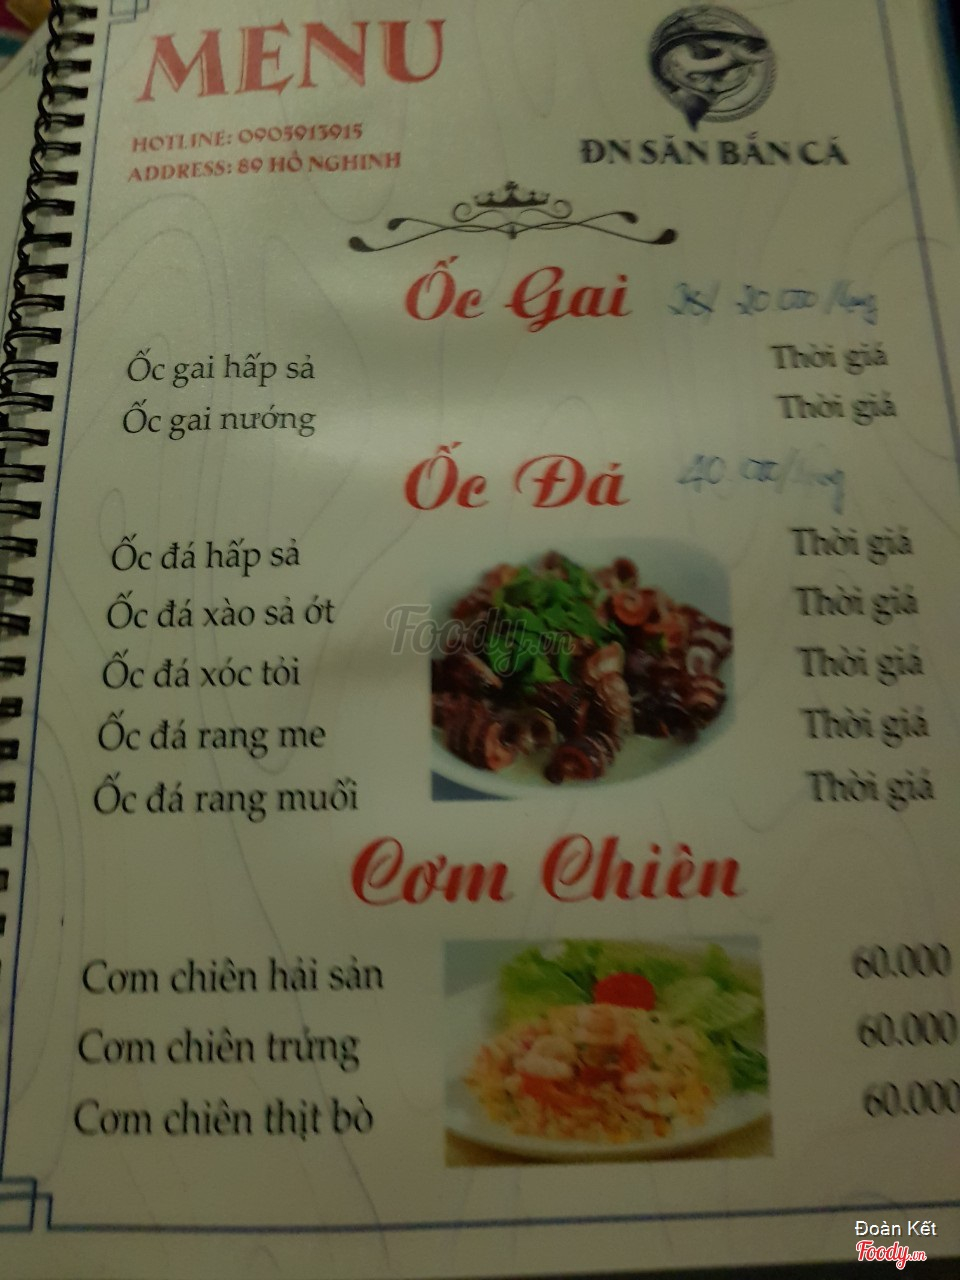 MENU
HOTLINE: 0905913915
ADDRESS: 89 HỒ NGHINH
ĐN SĂN BẮN CÁ
Ốc Gai
Ốc gai hấp sả Thời giá
Ốc gai nướng Thời giá
Ốc Đá 40.000/
Ốc đá hấp sả Thời giá
Ốc đá xào sả ớt Thời giá
Ốc đá xóc tỏi Thời giá
Ốc đá rang me Thời giá
Ốc đá rang muối Thời giá
Foody.vn
Cơm Chiên
Cơm chiên hải sản 60.000
Cơm chiên trứng 60.000
Cơm chiên thịt bò 60.000
Đoàn Kết
Foody.vn